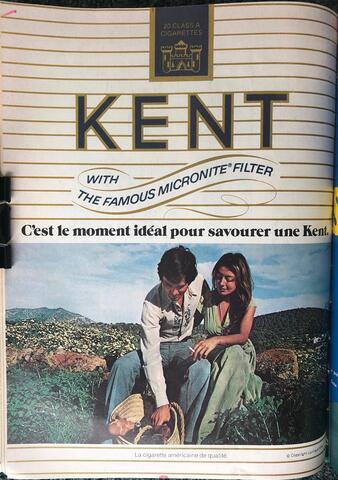 20 CLASS A
CIGARETTES
KENT
WITH
THE FAMOUS MICRONITE® FILTER
C'est le moment idéal pour savourer une Kent.
La cigarette américaine de qualité.
© Copyright